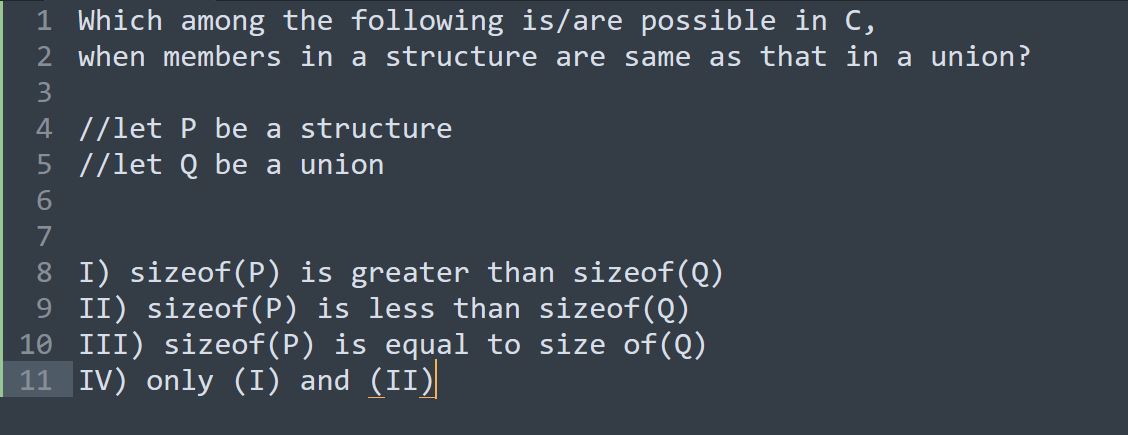 1 Which among the following is/are possible in C,
2 when members in a structure are same as that in a union?
3
4 //let P be a structure
5 //let Q be a union
6
7
8 I) sizeof(P) is greater than sizeof(Q)
9 II) sizeof(P) is less than sizeof(Q)
10 III) sizeof(P) is equal to size of(Q)
11 IV) only (I) and (II)